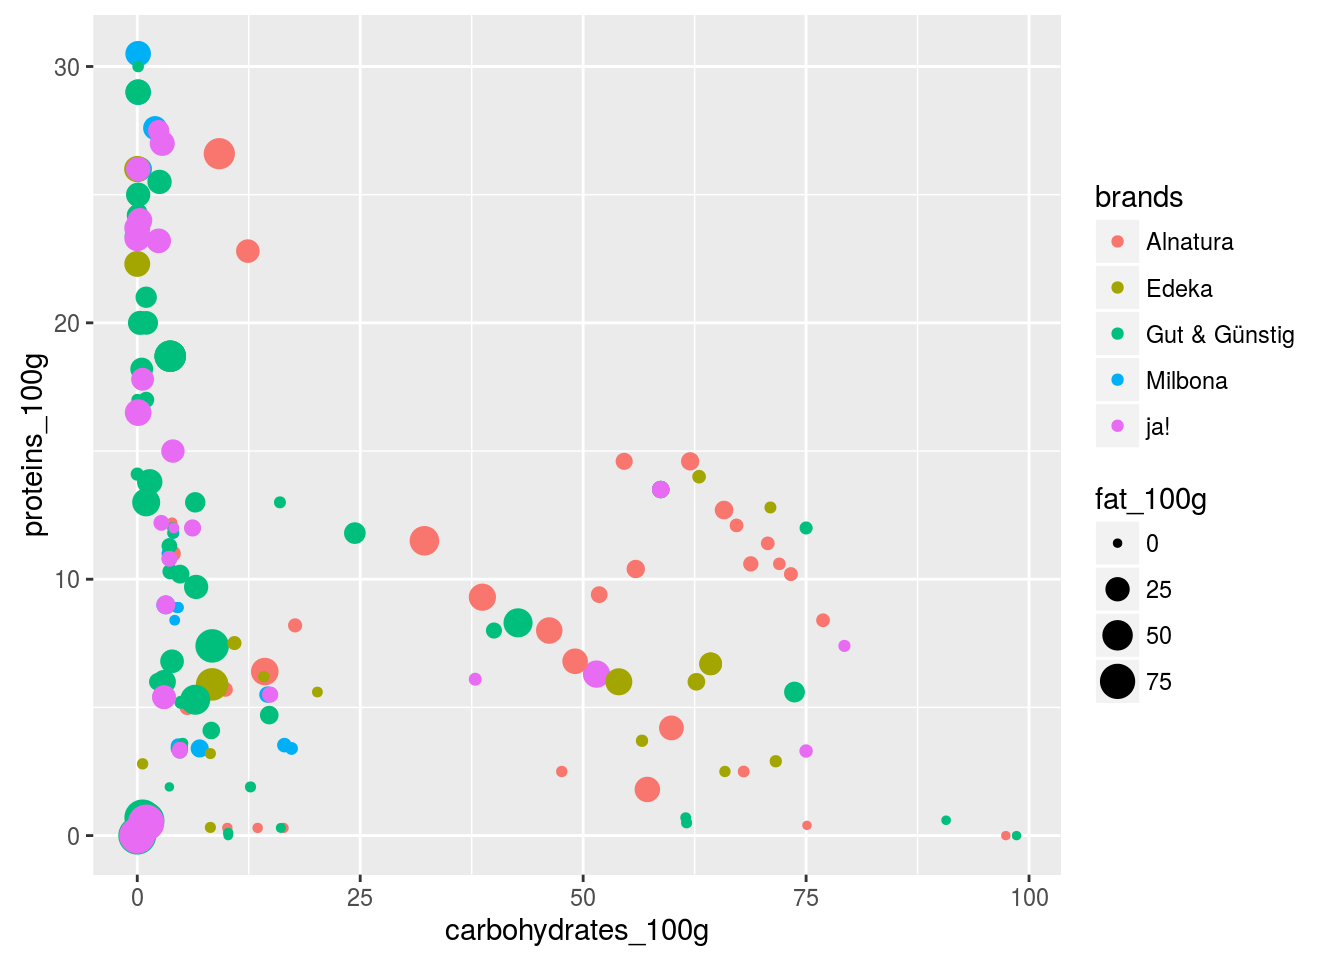 30
20
10
0
0
25
50
75
100
carbohydrates_100g
proteins_100g
brands
Alnatura
Edeka
Gut & Günstig
Milbona
ja!
fat_100g
0
25
50
75